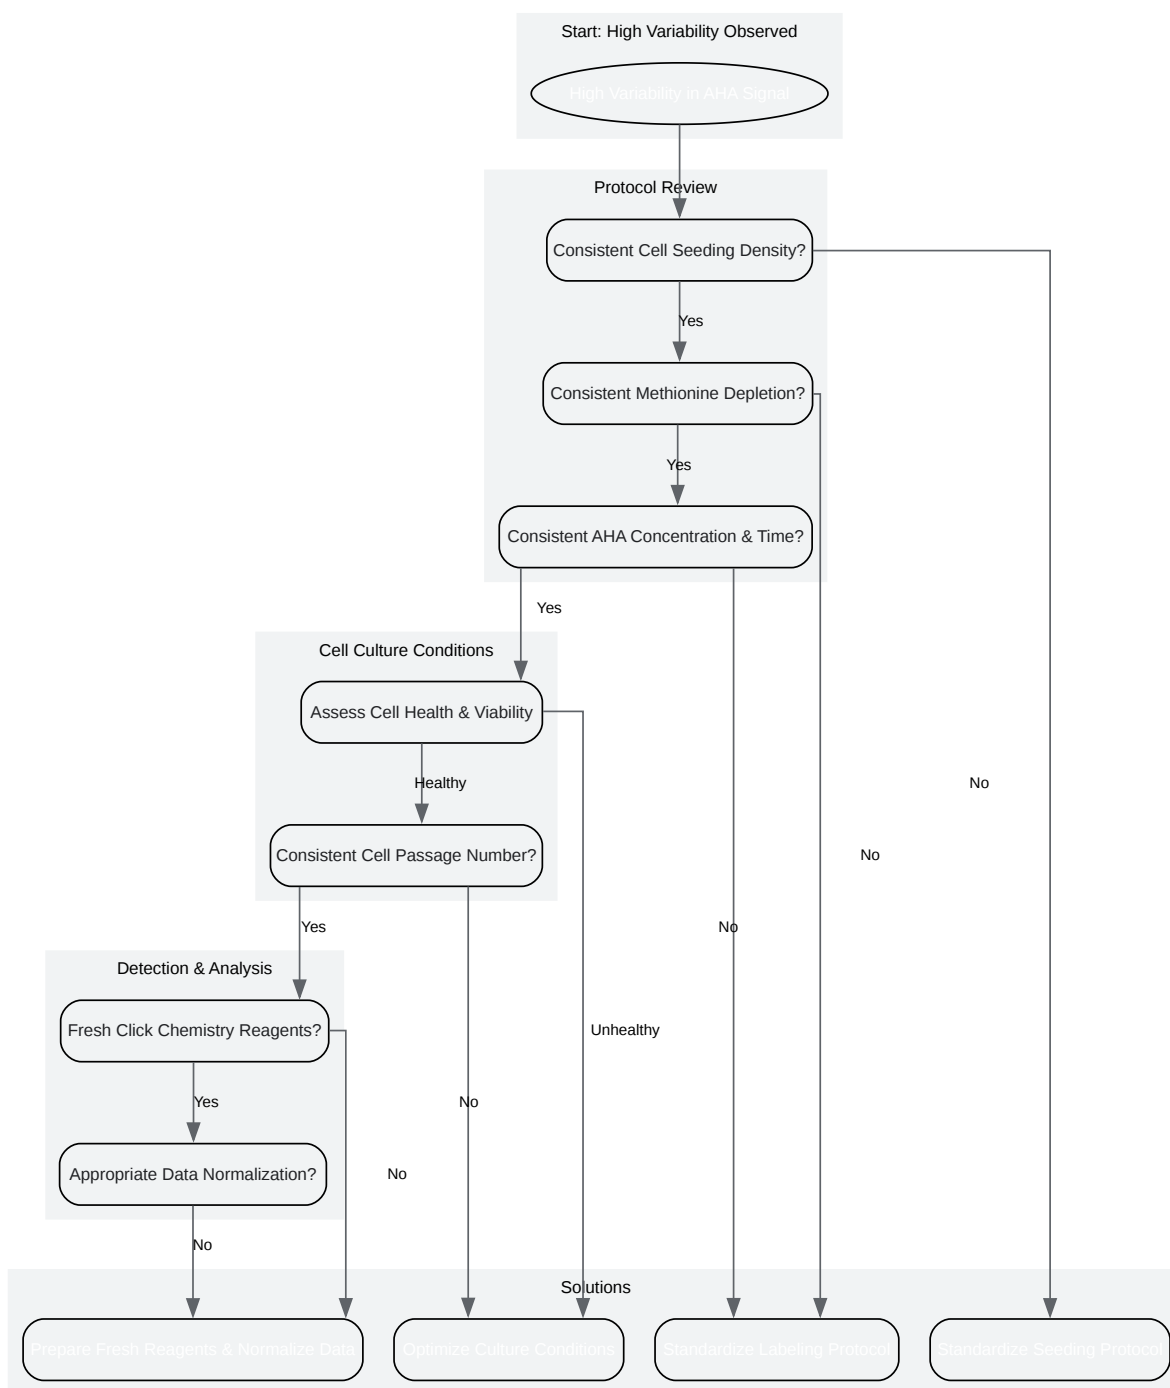 Start: High Variability Observed
High Variability in AHA Signal
Protocol Review
Consistent Cell Seeding Density?
Yes
Consistent Methionine Depletion?
Yes
Consistent AHA Concentration & Time?
Yes
Cell Culture Conditions
Assess Cell Health & Viability
Healthy
No
Consistent Cell Passage Number?
No
Yes
No
Detection & Analysis
Fresh Click Chemistry Reagents?
Unhealthy
Yes
No
Appropriate Data Normalization?
No
No
Solutions
Prepare Fresh Reagents & Normalize Data
Optimize Culture Conditions
Standardize Labeling Protocol
Standardize Seeding Protocol